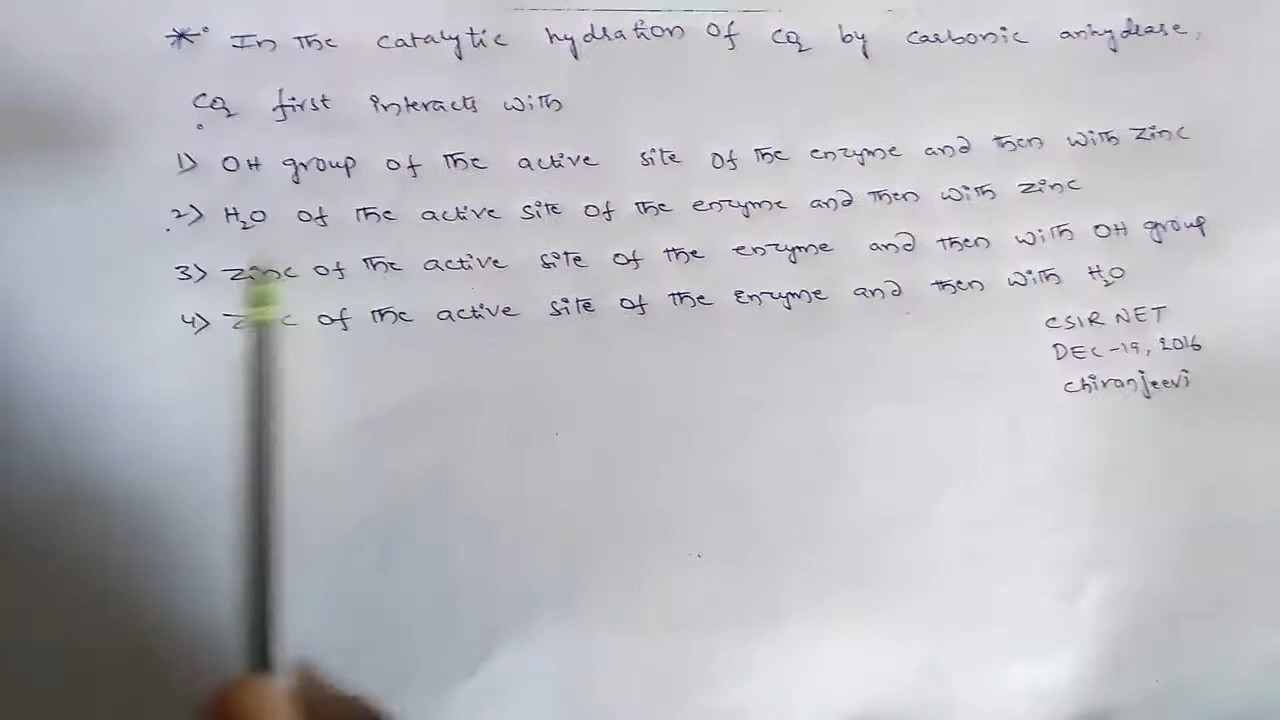 * In the catalytic hydration of CO2 by carbonic anhydrase,
CO2 first interacts with
1) OH group of the active site of the enzyme and then with zinc
2) H2O of the active site of the enzyme and then with zinc
3) zinc of the active site of the enzyme and then with OH group
4) of the active site of the enzyme and then with H2O
CSIR NET
DEC-19, 2016
Chiranjeevi